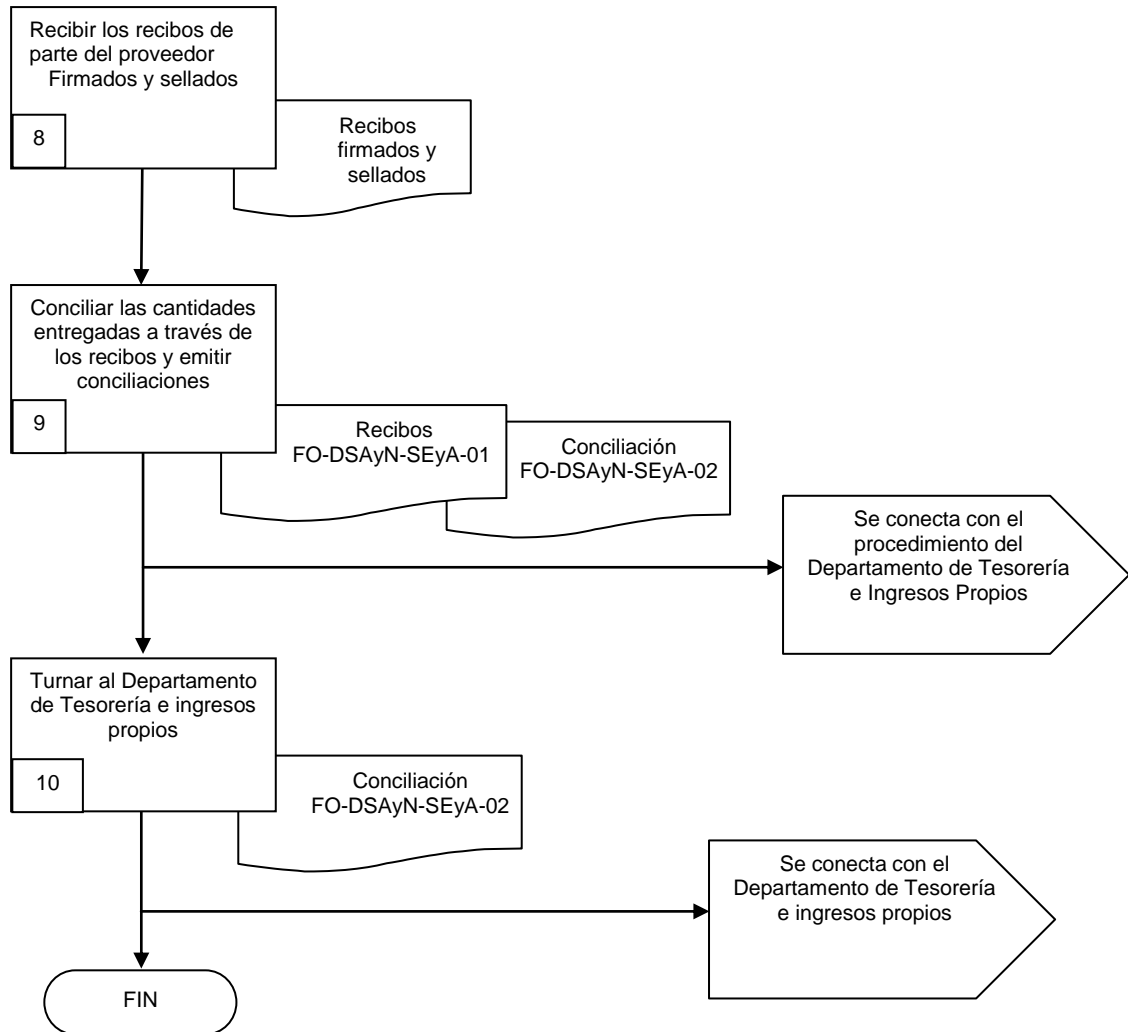 Recibir los recibos de
parte del proveedor
Firmados y sellados
8
Recibos
firmados y
sellados
Conciliar las cantidades
entregadas a través de
los recibos y emitir
conciliaciones
9
Recibos
FO-DSAyN-SEyA-01
Conciliación
FO-DSAyN-SEyA-02
Se conecta con el
procedimiento del
Departamento de Tesorería
e Ingresos Propios
Turnar al Departamento
de Tesorería e ingresos
propios
10
Conciliación
FO-DSAyN-SEyA-02
Se conecta con el
Departamento de Tesorería
e ingresos propios
FIN